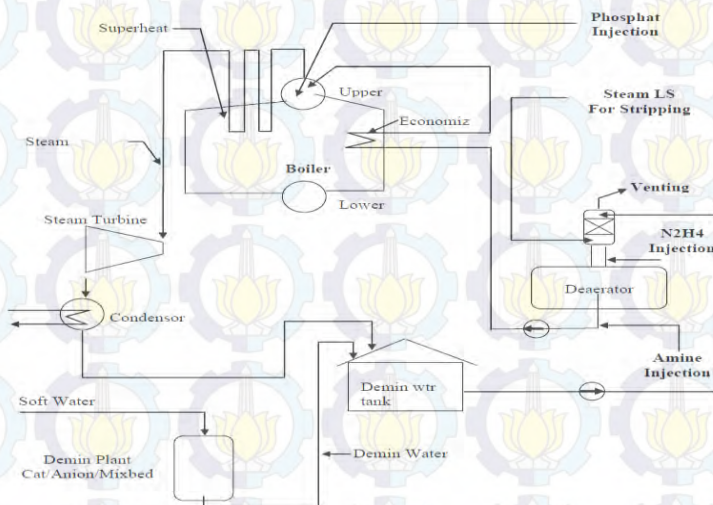 Phosphat
Injection
Superheat
Upper
Steam LS
For Stripping
Economiz
Steam
Boiler
Venting
Lower
Steam Turbine
N2H4
Injection
Deaerator
Condensor
Amine
Injection
Demin wtr
tank
Soft Water
Demin Plant
Cat/Anion/Mixbed
Demin Water